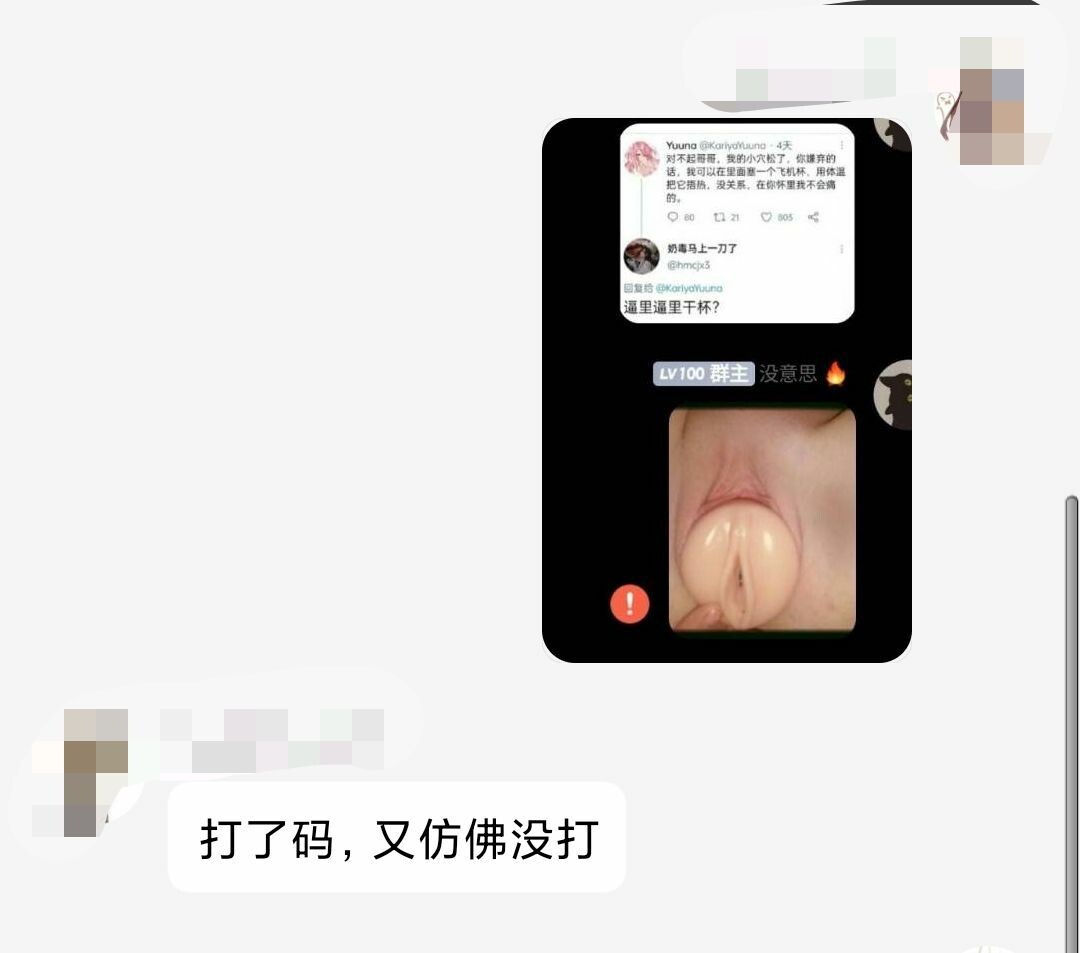 Yuuna @KariyaYuuna · 4天
对不起哥哥，我的小穴松了，你嫌弃的
话，我可以在里面塞一个飞机杯，用体温
把它捂热，没关系，在你怀里我不会痛
的。
80 21 803
奶毒马上一刀了
@hmcjx3
回复给 @KariyaYuuna
逼里逼里干杯？
LV100 群主 没意思 🔥
!
打了码，又仿佛没打